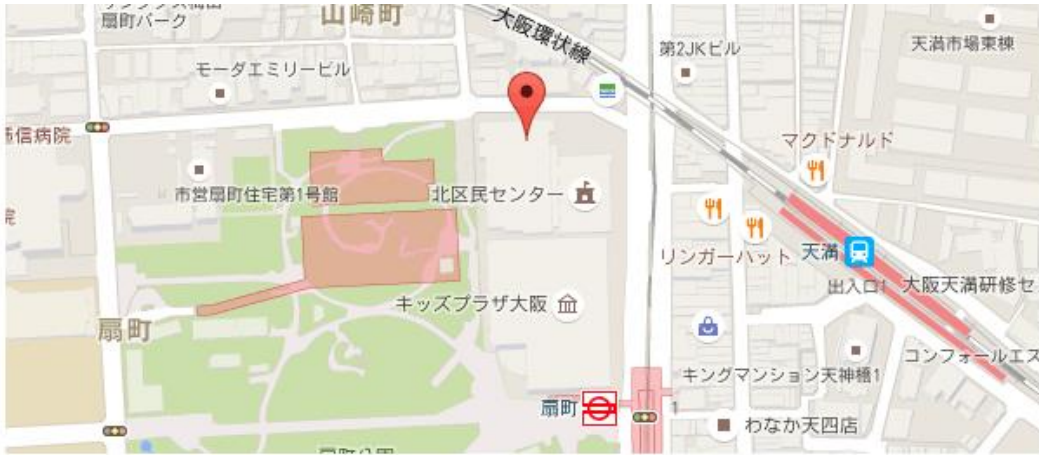 扇町パーク
山崎町
大阪環状線
第2JKビル
天満市場東棟
モーダエミリービル
信病院
マクドナルド
市営扇町住宅第1号館
北区民センター
院
リンガーハット
天満
出入口1
大阪天満研修セ
キッズプラザ大阪
扇町
コンフォールエス
キングマンション天神橋1
扇町
1
わなか天四店